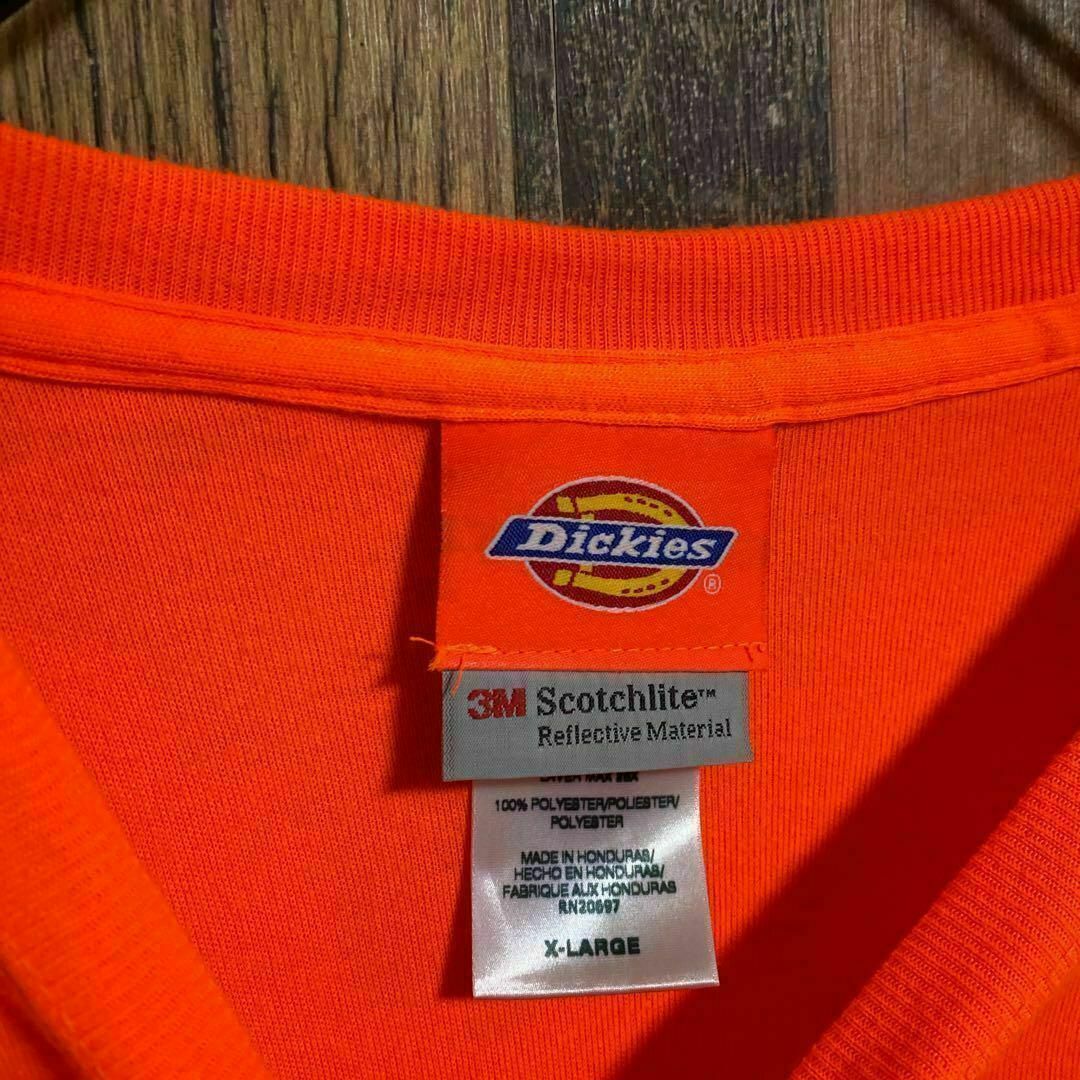 Dickies
®
3M Scotchlite™
Reflective Material
100% POLYESTER/POLIESTER/
POLYESTER
MADE IN HONDURAS/
HECHO EN HONDURAS/
FABRIQUE AUX HONDURAS
RN20697
X-LARGE